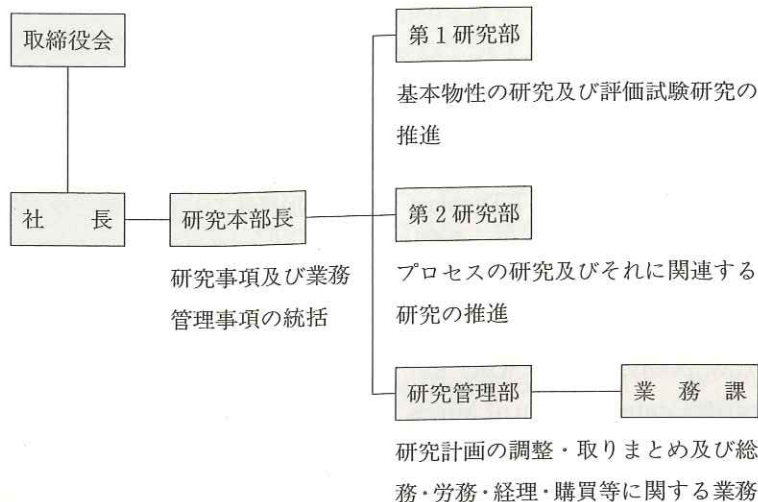 取締役会
社　長
研究本部長
研究事項及び業務
管理事項の統括
第1研究部
基本物性の研究及び評価試験研究の
推進
第2研究部
プロセスの研究及びそれに関連する
研究の推進
研究管理部
業　務　課
研究計画の調整・取りまとめ及び総
務・労務・経理・購買等に関する業務